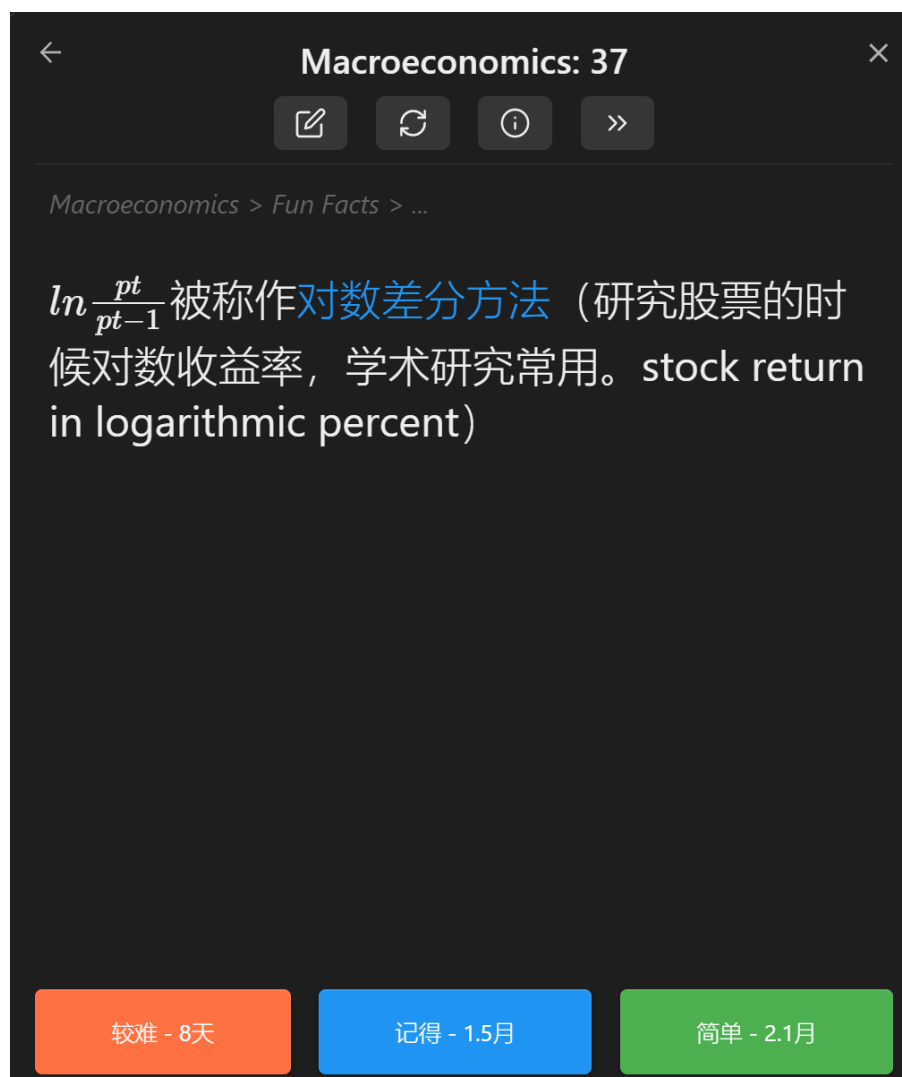 Macroeconomics: 37
Macroeconomics > Fun Facts > ...
ln pt/pt−1 被称作对数差分方法（研究股票的时
候对数收益率，学术研究常用。stock return
in logarithmic percent）
较难 - 8天
记得 - 1.5月
简单 - 2.1月